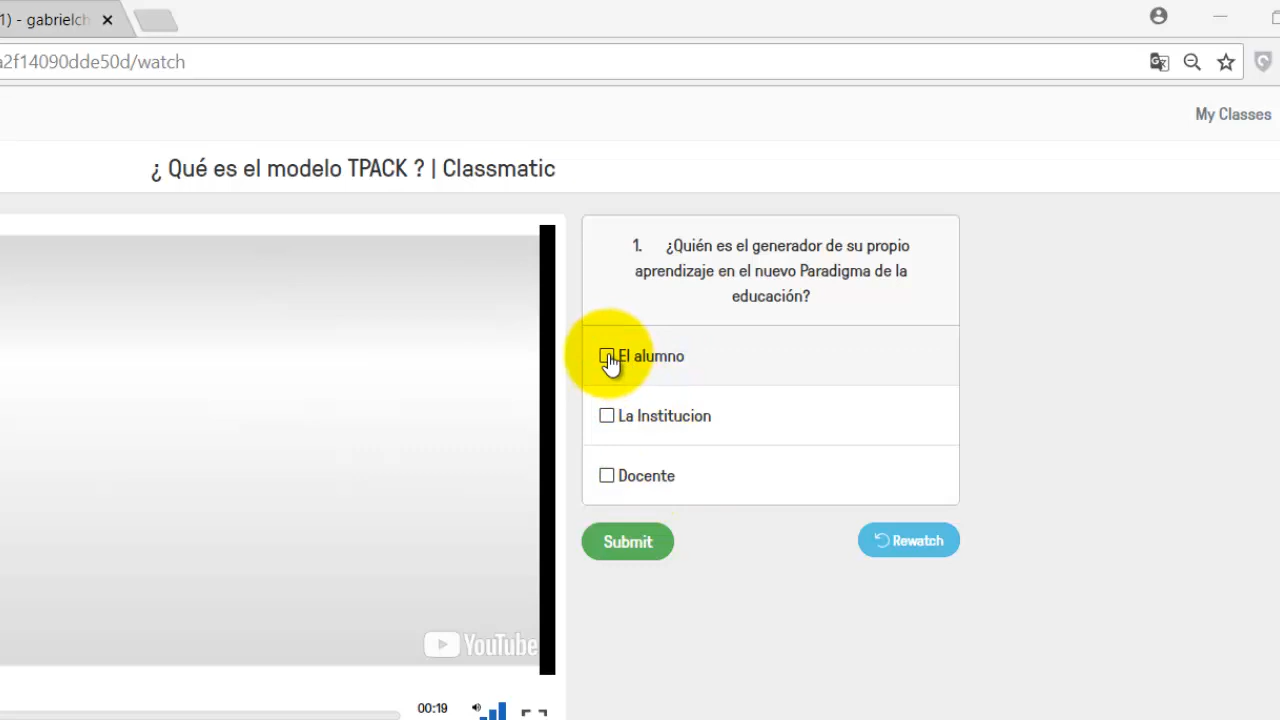 1) - gabrielch
a2f14090dde50d/watch
My Classes
¿ Qué es el modelo TPACK ? | Classmatic
1. ¿Quién es el generador de su propio
aprendizaje en el nuevo Paradigma de la
educación?
El alumno
La Institucion
Docente
Submit
Rewatch
YouTube
00:19